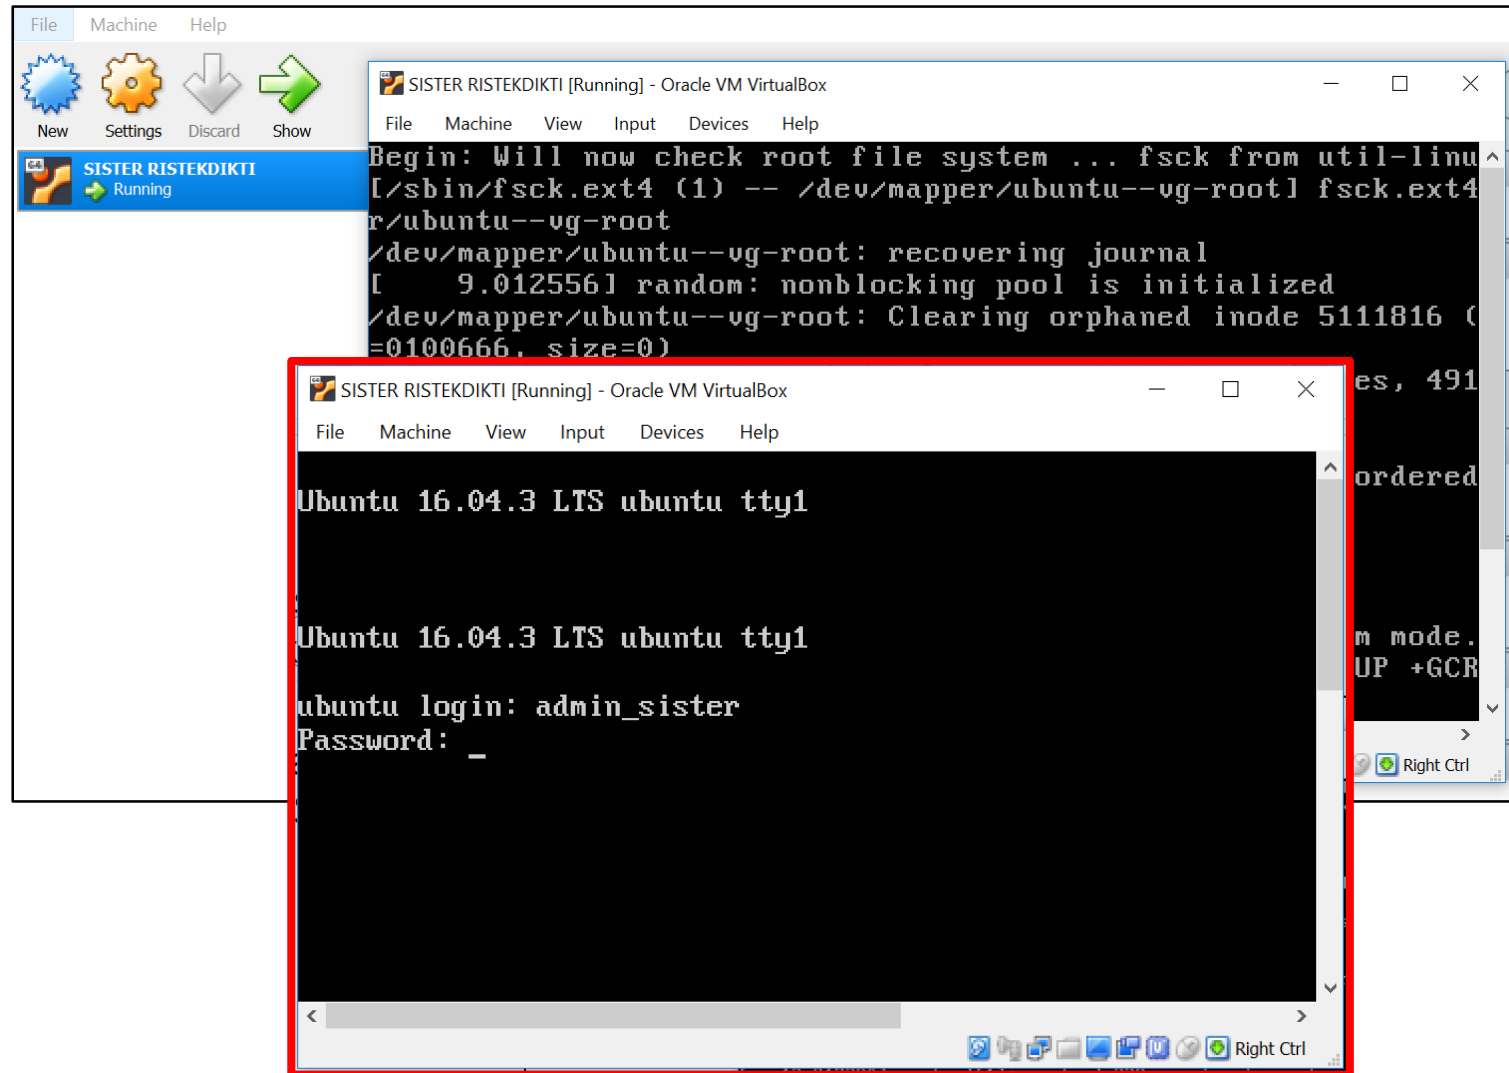 File Machine Help
New Settings Discard Show
SISTER RISTEKDIKTI
Running
SISTER RISTEKDIKTI [Running] - Oracle VM VirtualBox
File Machine View Input Devices Help
Begin: Will now check root file system ... fsck from util-linu
[/sbin/fsck.ext4 (1) -- /dev/mapper/ubuntu--vg-root] fsck.ext4
r/ubuntu--vg-root
/dev/mapper/ubuntu--vg-root: recovering journal
[    9.012556] random: nonblocking pool is initialized
/dev/mapper/ubuntu--vg-root: Clearing orphaned inode 5111816 (
=0100666, size=0)
es, 491
ordered
m mode.
UP +GCR
Right Ctrl
SISTER RISTEKDIKTI [Running] - Oracle VM VirtualBox
File Machine View Input Devices Help
Ubuntu 16.04.3 LTS ubuntu tty1
Ubuntu 16.04.3 LTS ubuntu tty1
ubuntu login: admin_sister
Password: _
Right Ctrl